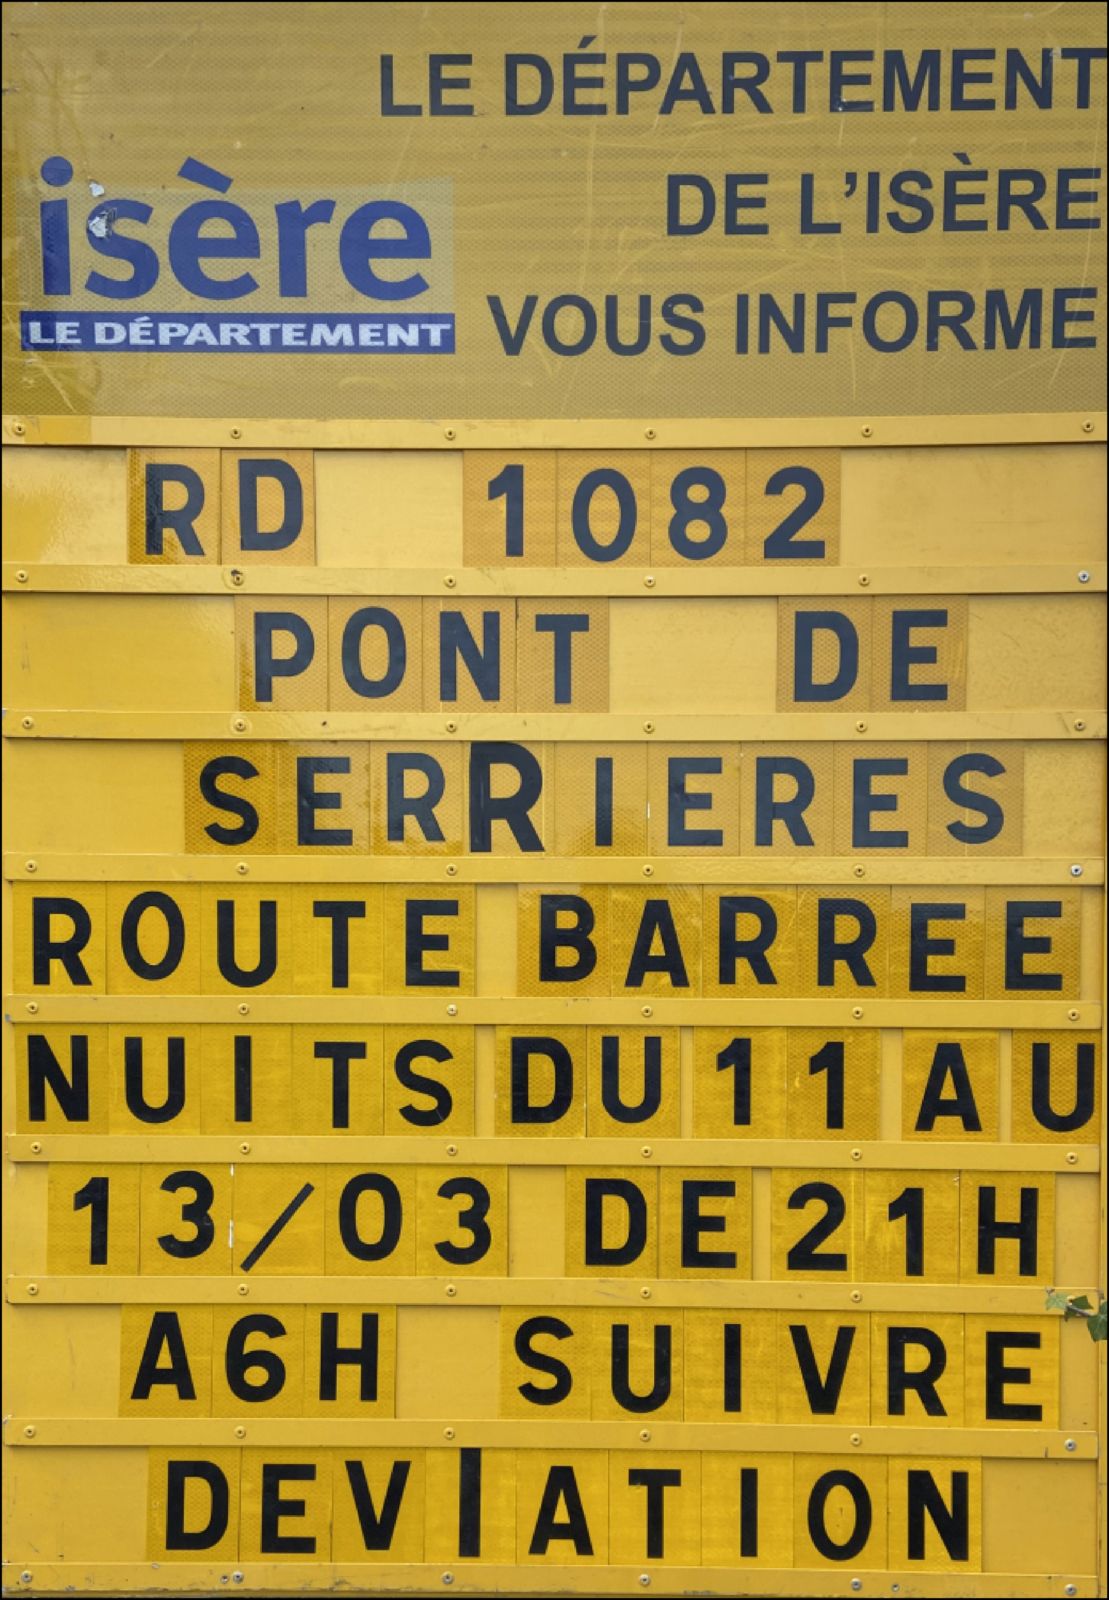 LE DÉPARTEMENT
DE L'ISÈRE
VOUS INFORME
isère
LE DÉPARTEMENT
RD 1082
PONT DE
SERRIERES
ROUTE BARREE
NUITS DU 11 AU
13/03 DE 21H
A6H SUIVRE
DEVIATION